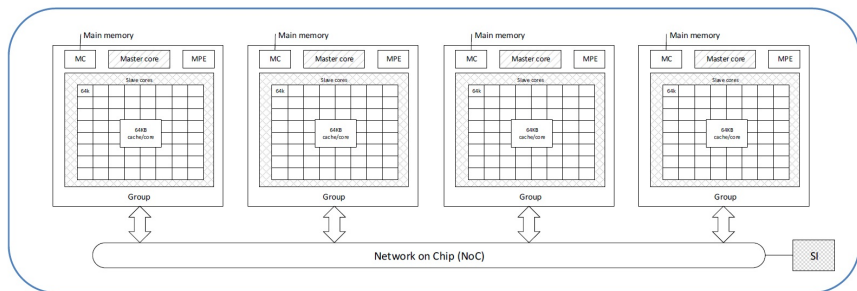 Main memory
Main memory
Main memory
Main memory
MC
Master core
MPE
MC
Master core
MPE
MC
Master core
MPE
MC
Master core
MPE
Slave cores
Slave cores
Slave cores
Slave cores
64k
64k
64k
64k
64KB
cache/core
64KB
cache/core
64KB
cache/core
64KB
cache/core
Group
Group
Group
Group
Network on Chip (NoC)
SI